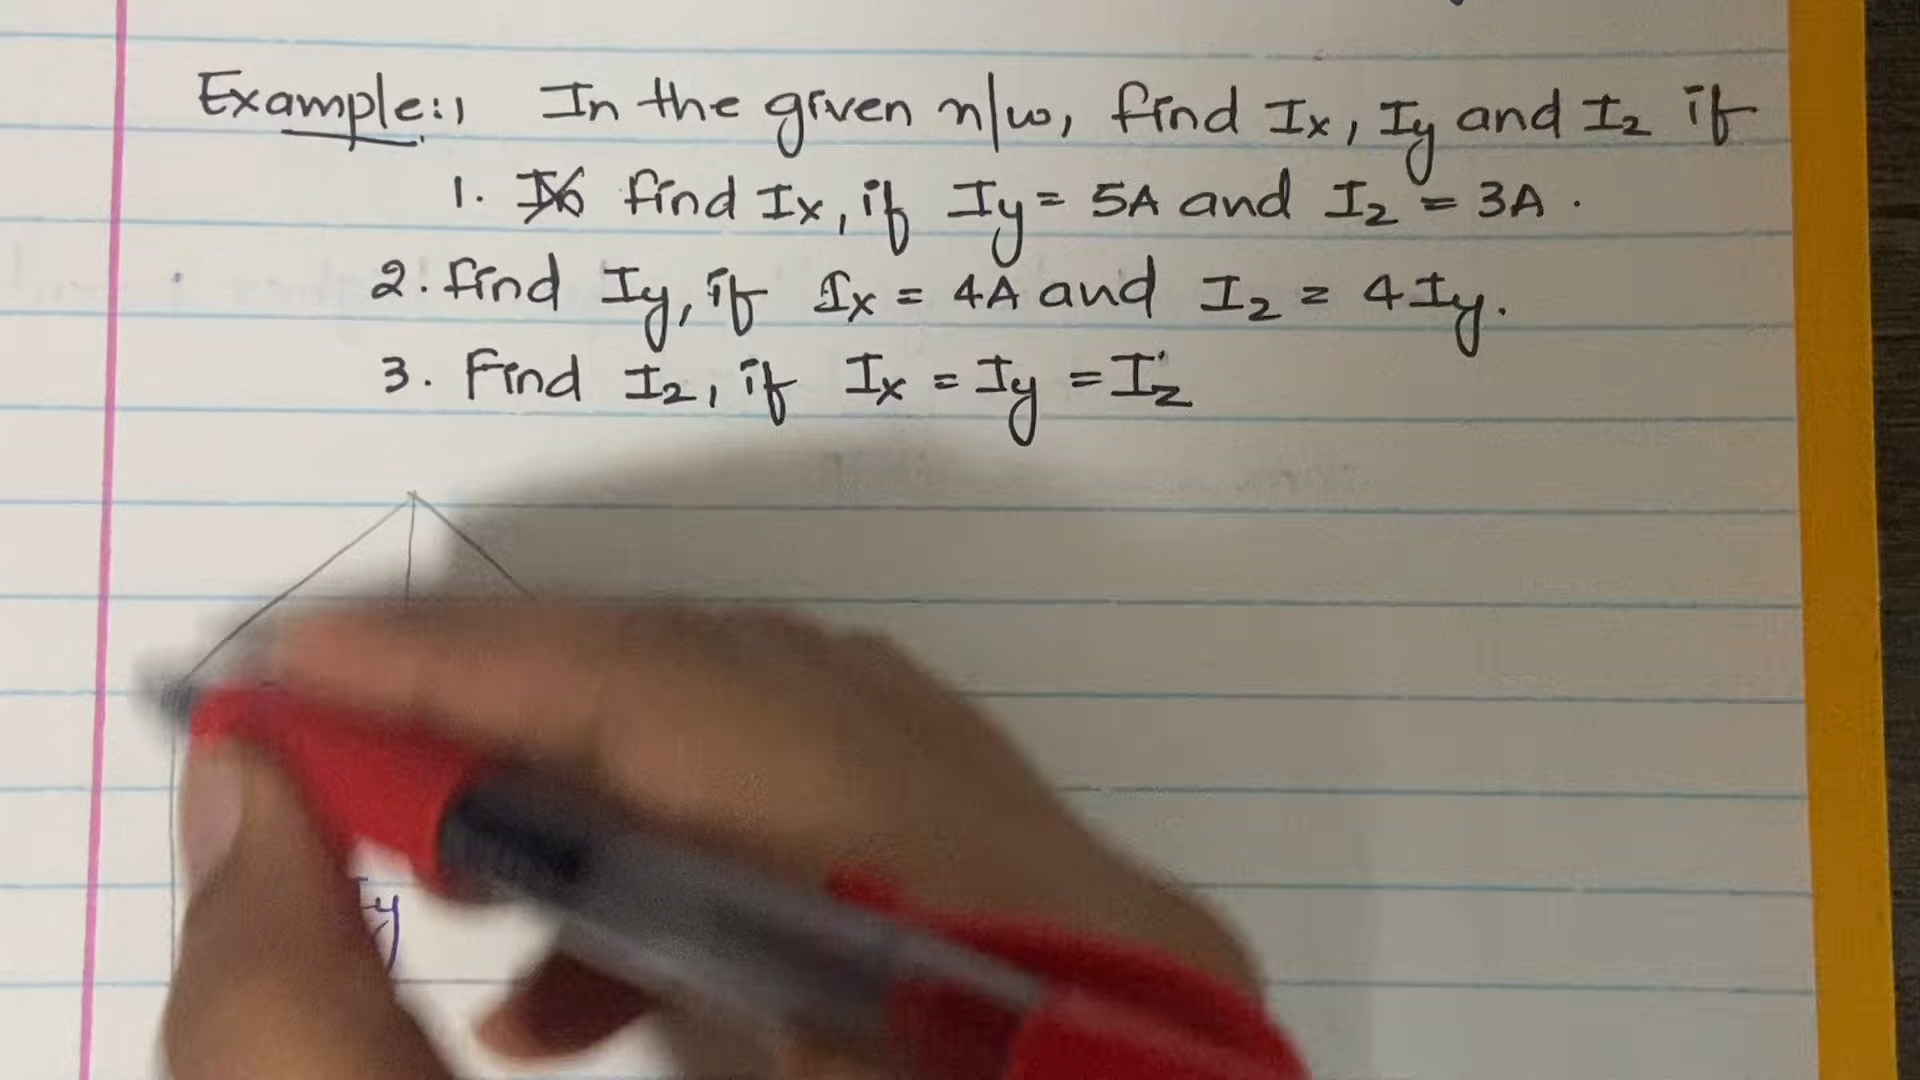 Example:1 In the given n/w, find Ix, Iy and Iz if
1. find Ix, if Iy = 5A and Iz = 3A.
2. find Iy, if Ix = 4A and Iz = 4Iy.
3. Find Iz, if Ix = Iy = Iz
Iy